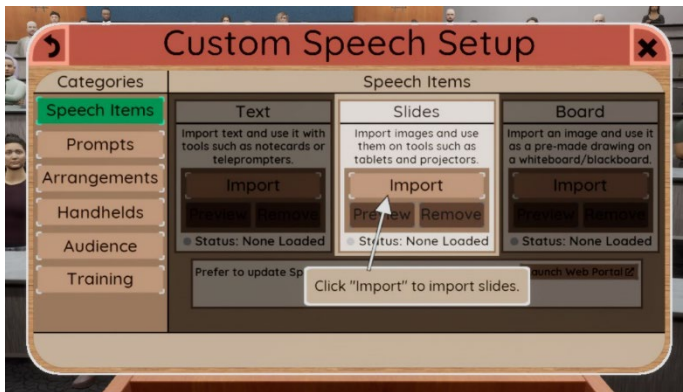 Custom Speech Setup
Categories
Speech Items
Prompts
Arrangements
Handhelds
Audience
Training
Speech Items
Text
Import text and use it with
tools such as notecards or
teleprompters.
Import
Preview Remove
Status: None Loaded
Slides
Import images and use
them on tools such as
tablets and projectors.
Import
Preview Remove
Status: None Loaded
Board
Import an image and use it
as a pre-made drawing on
a whiteboard/blackboard.
Import
Preview Remove
Status: None Loaded
Prefer to update
Web Portal
Click "Import" to import slides.